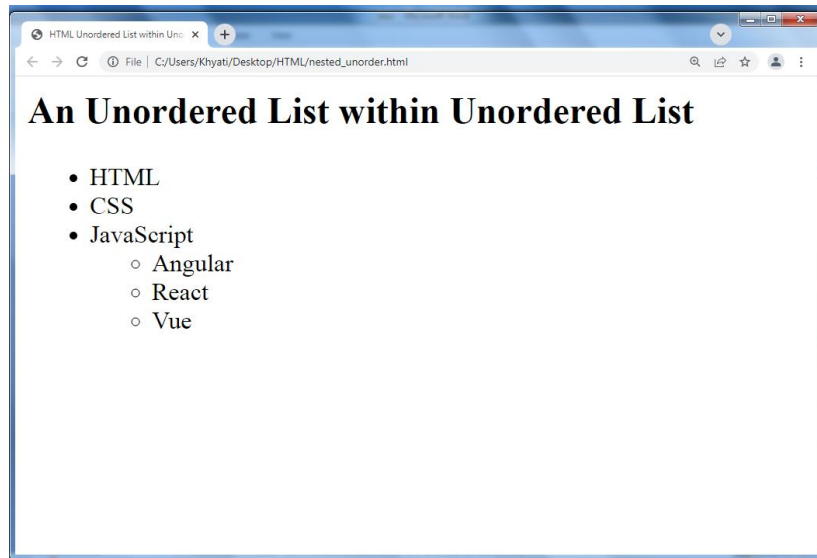 HTML Unordered List within Uno
File | C:/Users/Khyati/Desktop/HTML/nested_unorder.html
An Unordered List within Unordered List
• HTML
• CSS
• JavaScript
○ Angular
○ React
○ Vue